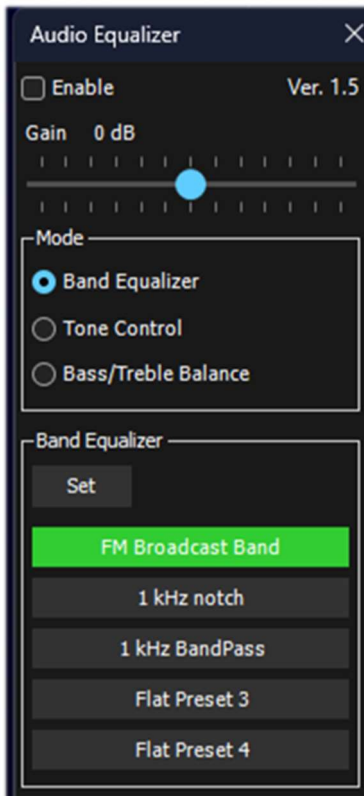 Audio Equalizer
Enable Ver. 1.5
Gain 0 dB
Mode
Band Equalizer
Tone Control
Bass/Treble Balance
Band Equalizer
Set
FM Broadcast Band
1 kHz notch
1 kHz BandPass
Flat Preset 3
Flat Preset 4